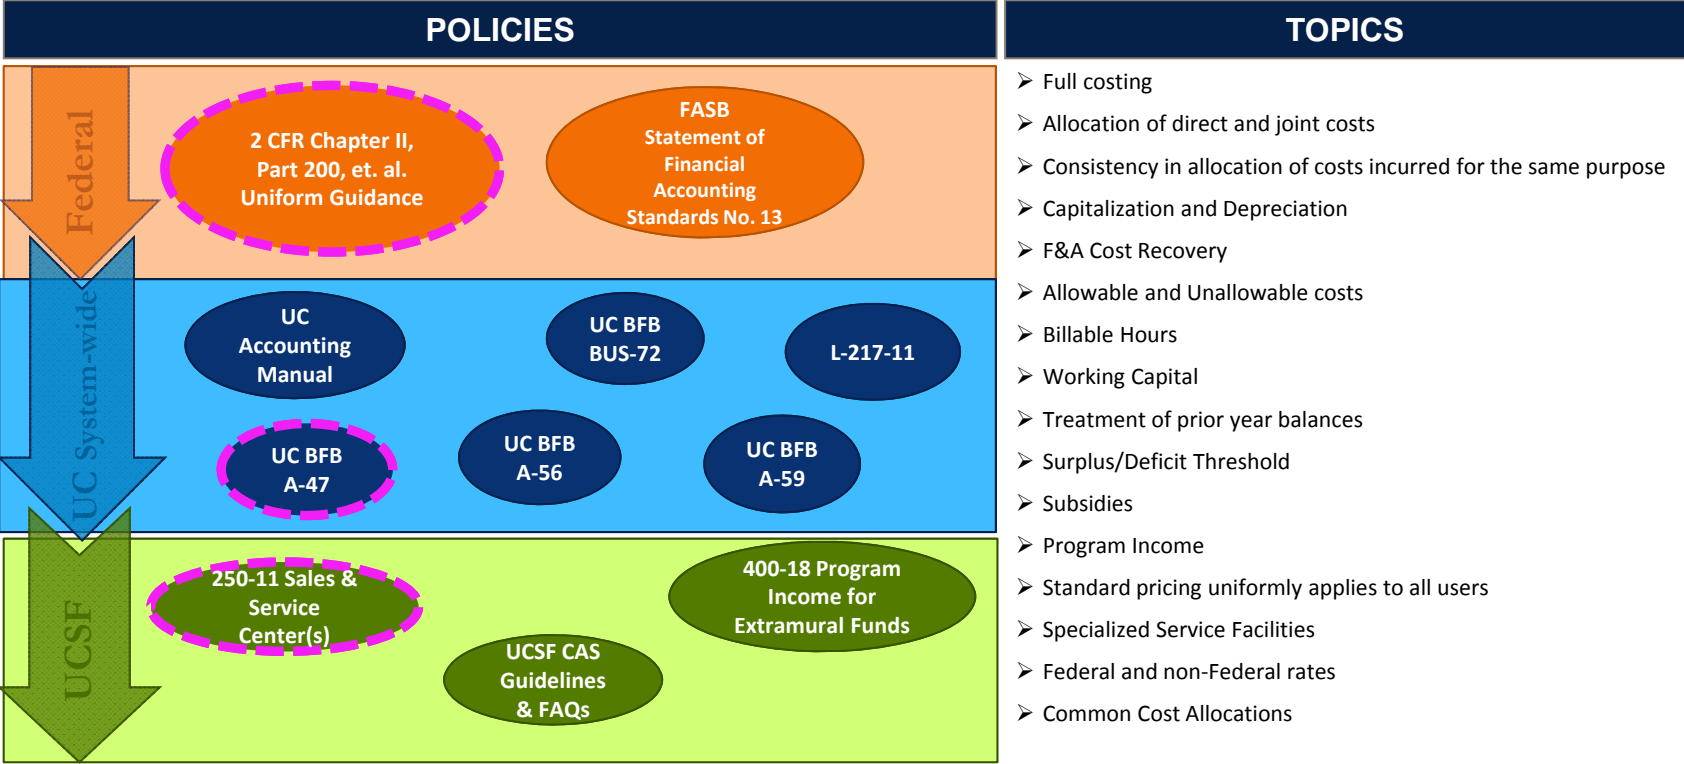 POLICIES
TOPICS
Federal
2 CFR Chapter II,
Part 200, et. al.
Uniform Guidance
FASB
Statement of
Financial
Accounting
Standards No. 13
UC System-wide
UC
Accounting
Manual
UC BFB
BUS-72
L-217-11
UC BFB
A-47
UC BFB
A-56
UC BFB
A-59
UCSF
250-11 Sales &
Service
Center(s)
400-18 Program
Income for
Extramural Funds
UCSF CAS
Guidelines
& FAQs
➢ Full costing
➢ Allocation of direct and joint costs
➢ Consistency in allocation of costs incurred for the same purpose
➢ Capitalization and Depreciation
➢ F&A Cost Recovery
➢ Allowable and Unallowable costs
➢ Billable Hours
➢ Working Capital
➢ Treatment of prior year balances
➢ Surplus/Deficit Threshold
➢ Subsidies
➢ Program Income
➢ Standard pricing uniformly applies to all users
➢ Specialized Service Facilities
➢ Federal and non-Federal rates
➢ Common Cost Allocations